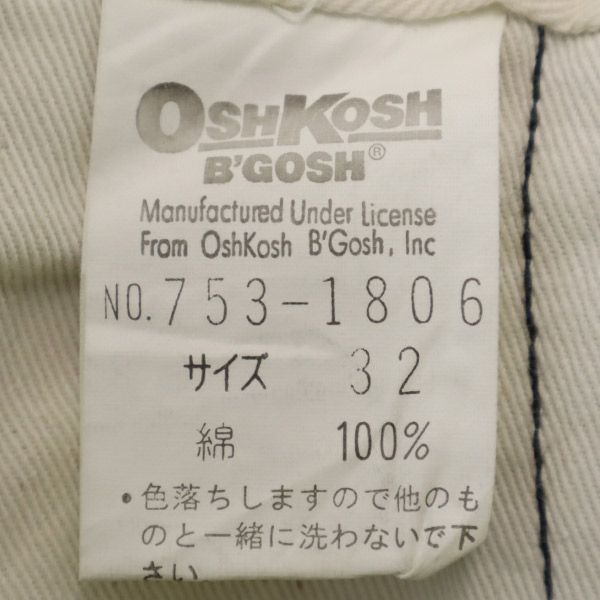 OSHKOSH
B'GOSH®
Manufactured Under License
From OshKosh B'Gosh, Inc
NO. 753-1806
サイズ 32
綿 100%
・色落ちしますので他のも
のと一緒に洗わないで下
さい